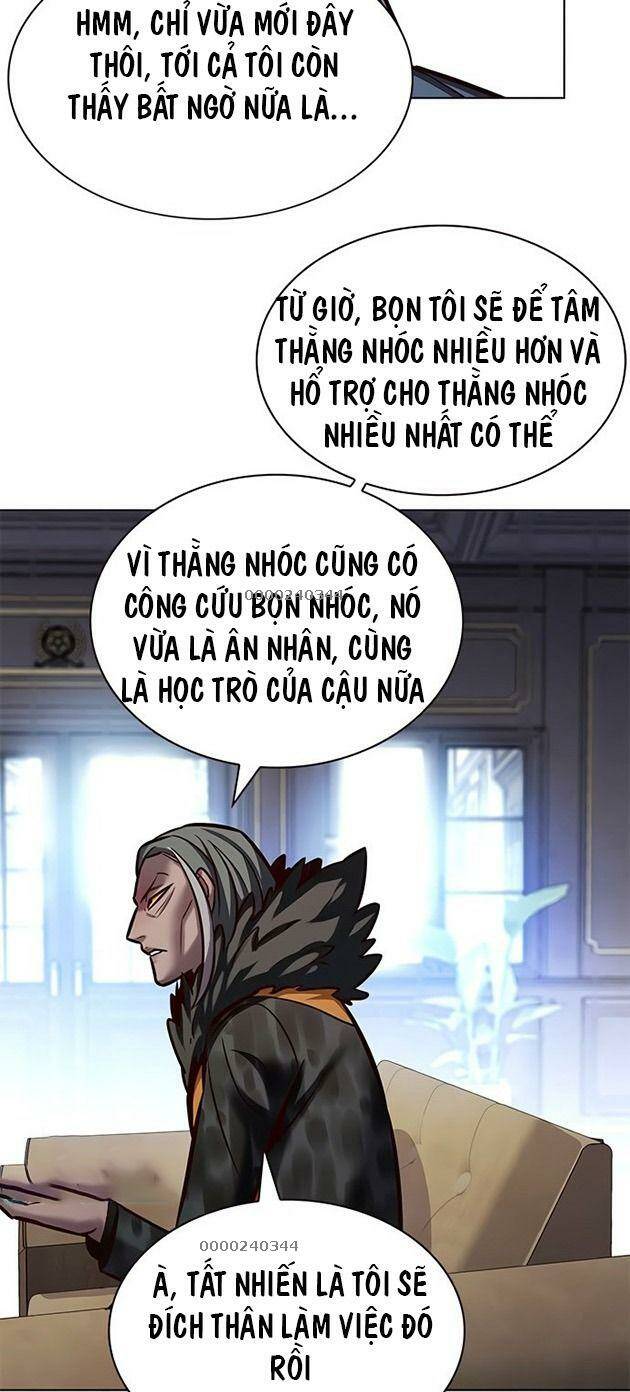 HMM, CHỈ VỪA MỚI ĐÂY
THÔI, TỚI CẢ TÔI CÒN
THẤY BẤT NGỜ NỮA LÀ...
TỪ GIỜ, BỌN TÔI SẼ ĐỂ TÂM
THẰNG NHÓC NHIỀU HƠN VÀ
HỔ TRỢ CHO THẰNG NHÓC
NHIỀU NHẤT CÓ THỂ
VÌ THẰNG NHÓC CŨNG CÓ
0000240344
CÔNG CỨU BỌN NHÓC, NÓ
VỪA LÀ ÂN NHÂN, CÙNG
LÀ HỌC TRÒ CỦA CẬU NỮA
0000240344
À, TẤT NHIÊN LÀ TÔI SẼ
ĐÍCH THÂN LÀM VIỆC ĐÓ
RỒI